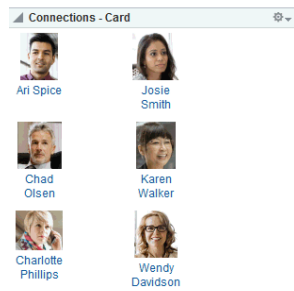 Connections - Card
Ari Spice
Josie
Smith
Chad
Olsen
Karen
Walker
Charlotte
Phillips
Wendy
Davidson